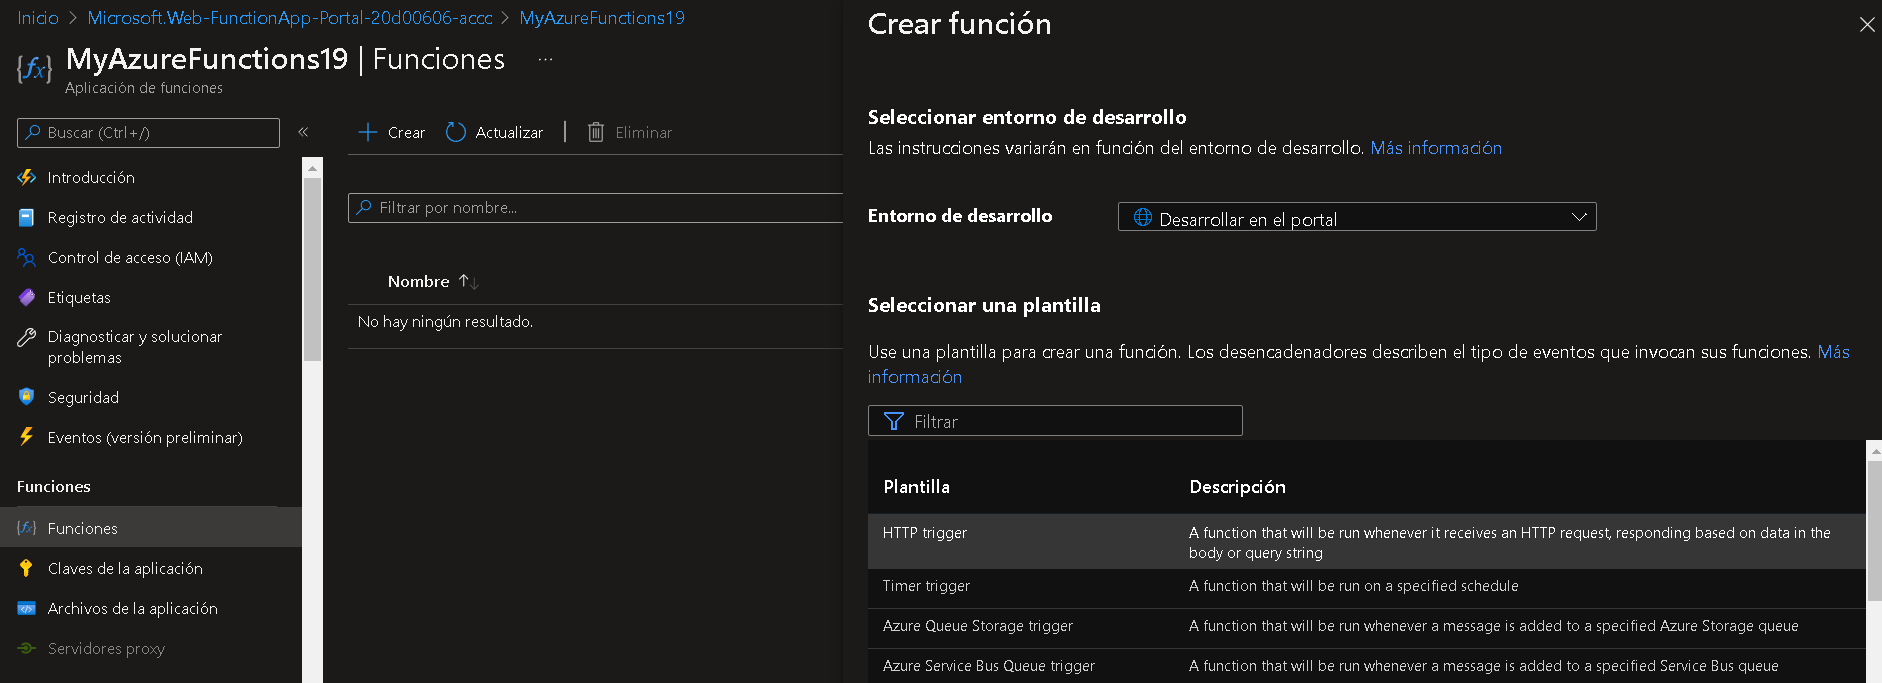 Inicio > Microsoft.Web-FunctionApp-Portal-20d00606-accc > MyAzureFunctions19
MyAzureFunctions19 | Funciones ...
Aplicación de funciones
Buscar (Ctrl+/)
Introducción
Registro de actividad
Control de acceso (IAM)
Etiquetas
Diagnosticar y solucionar
problemas
Seguridad
Eventos (versión preliminar)
Funciones
Funciones
Claves de la aplicación
Archivos de la aplicación
Servidores proxy
Crear Actualizar Eliminar
Filtrar por nombre...
Nombre
No hay ningún resultado.
Crear función
Seleccionar entorno de desarrollo
Las instrucciones variarán en función del entorno de desarrollo. Más información
Entorno de desarrollo Desarrollar en el portal
Seleccionar una plantilla
Use una plantilla para crear una función. Los desencadenadores describen el tipo de eventos que invocan sus funciones. Más
información
Filtrar
Plantilla Descripción
HTTP trigger A function that will be run whenever it receives an HTTP request, responding based on data in the
body or query string
Timer trigger A function that will be run on a specified schedule
Azure Queue Storage trigger A function that will be run whenever a message is added to a specified Azure Storage queue
Azure Service Bus Queue trigger A function that will be run whenever a message is added to a specified Service Bus queue